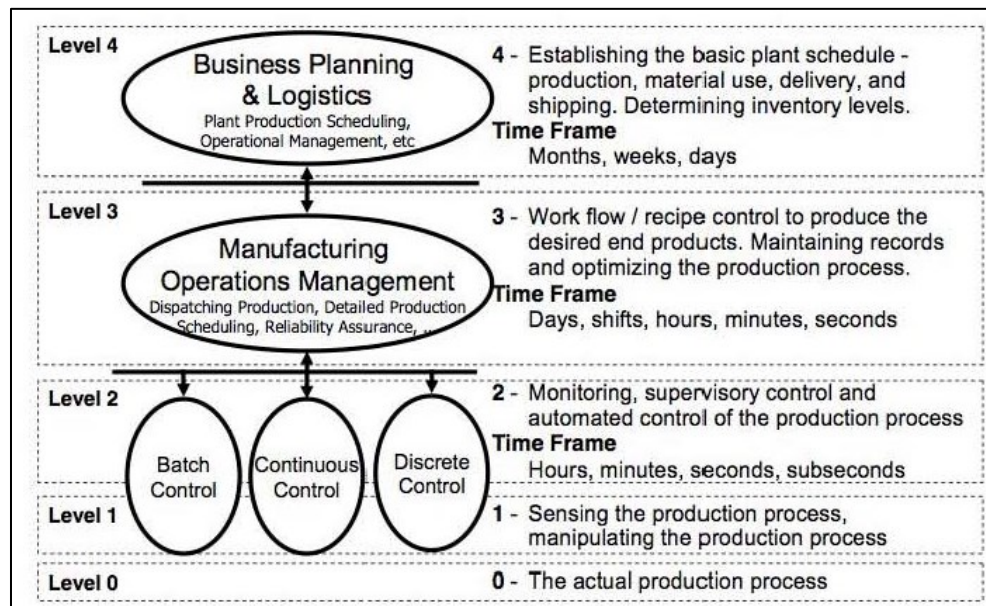 Level 4
Business Planning
& Logistics
Plant Production Scheduling,
Operational Management, etc
4 - Establishing the basic plant schedule -
production, material use, delivery, and
shipping. Determining inventory levels.
Time Frame
Months, weeks, days
Level 3
Manufacturing
Operations Management
Dispatching Production, Detailed Production
Scheduling, Reliability Assurance, ...
3 - Work flow / recipe control to produce the
desired end products. Maintaining records
and optimizing the production process.
Time Frame
Days, shifts, hours, minutes, seconds
Level 2
Batch
Control
Continuous
Control
Discrete
Control
2 - Monitoring, supervisory control and
automated control of the production process
Time Frame
Hours, minutes, seconds, subseconds
Level 1
1 - Sensing the production process,
manipulating the production process
Level 0
0 - The actual production process